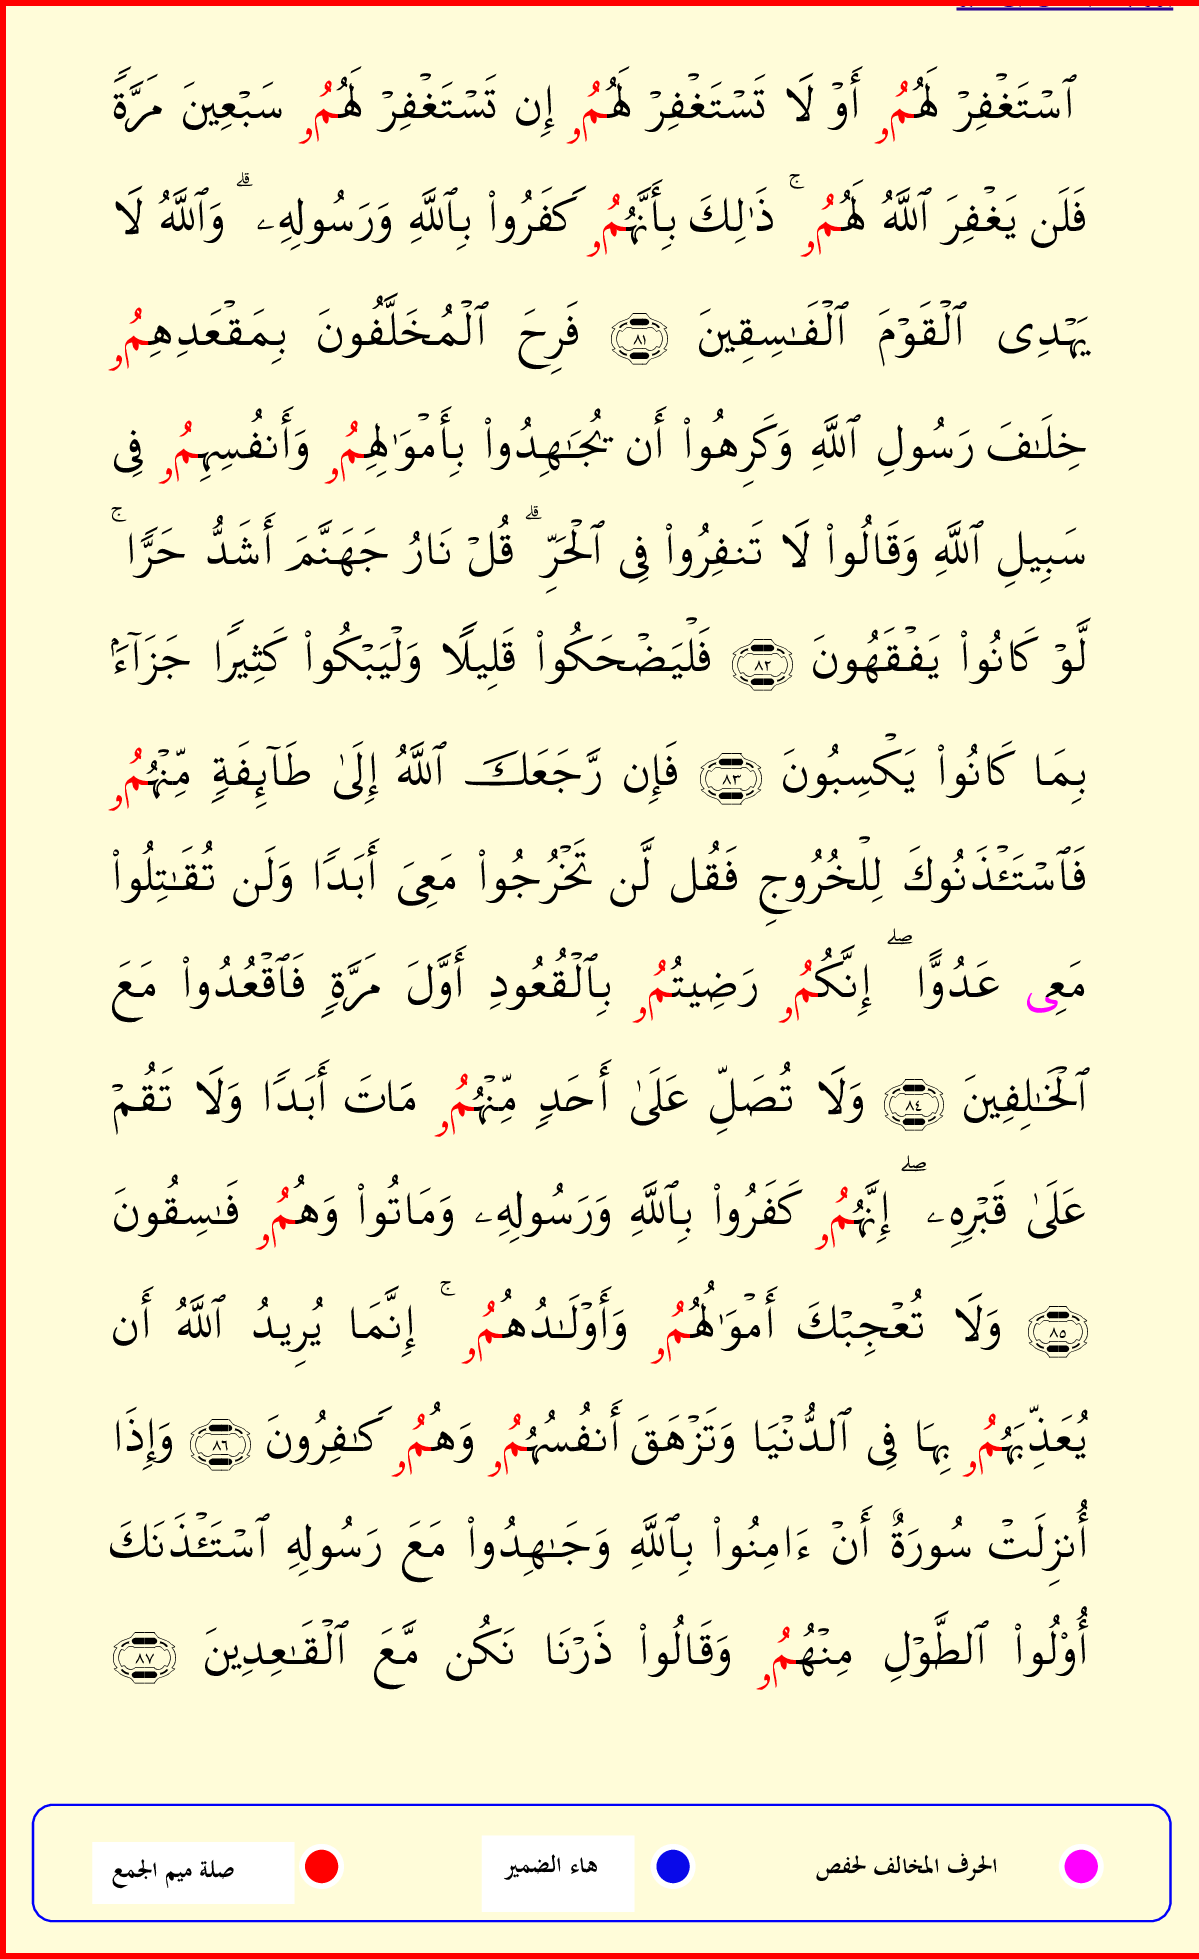 ٱسۡتَغۡفِرۡ لَهُمُۥ أَوۡ لَا تَسۡتَغۡفِرۡ لَهُمُۥ إِن تَسۡتَغۡفِرۡ لَهُمُۥ سَبۡعِينَ مَرَّةٗ
فَلَن يَغۡفِرَ ٱللَّهُ لَهُمُۥۚ ذَٰلِكَ بِأَنَّهُمُۥ كَفَرُواْ بِٱللَّهِ وَرَسُولِهِۦۗ وَٱللَّهُ لَا
يَهۡدِي ٱلۡقَوۡمَ ٱلۡفَٰسِقِينَ ٨١ فَرِحَ ٱلۡمُخَلَّفُونَ بِمَقۡعَدِهِمُۥ
خِلَٰفَ رَسُولِ ٱللَّهِ وَكَرِهُواْ أَن يُجَٰهِدُواْ بِأَمۡوَٰلِهِمُۥ وَأَنفُسِهِمُۥ فِي
سَبِيلِ ٱللَّهِ وَقَالُواْ لَا تَنفِرُواْ فِي ٱلۡحَرِّۗ قُلۡ نَارُ جَهَنَّمَ أَشَدُّ حَرّٗاۚ
لَّوۡ كَانُواْ يَفۡقَهُونَ ٨٢ فَلۡيَضۡحَكُواْ قَلِيلٗا وَلۡيَبۡكُواْ كَثِيرٗا جَزَآءَۢ
بِمَا كَانُواْ يَكۡسِبُونَ ٨٣ فَإِن رَّجَعَكَ ٱللَّهُ إِلَىٰ طَآئِفَةٖ مِّنۡهُمُۥ
فَٱسۡتَـٔۡذَنُوكَ لِلۡخُرُوجِ فَقُل لَّن تَخۡرُجُواْ مَعِيَ أَبَدٗا وَلَن تُقَٰتِلُواْ
مَعِي عَدُوًّاۖ إِنَّكُمُۥ رَضِيتُمُۥ بِٱلۡقُعُودِ أَوَّلَ مَرَّةٖ فَٱقۡعُدُواْ مَعَ
ٱلۡخَٰلِفِينَ ٨٤ وَلَا تُصَلِّ عَلَىٰٓ أَحَدٖ مِّنۡهُمُۥ مَاتَ أَبَدٗا وَلَا تَقُمۡ
عَلَىٰ قَبۡرِهِۦۖ إِنَّهُمُۥ كَفَرُواْ بِٱللَّهِ وَرَسُولِهِۦ وَمَاتُواْ وَهُمُۥ فَٰسِقُونَ
٨٥ وَلَا تُعۡجِبۡكَ أَمۡوَٰلُهُمُۥ وَأَوۡلَٰدُهُمُۥۚ إِنَّمَا يُرِيدُ ٱللَّهُ أَن
يُعَذِّبَهُمُۥ بِهَا فِي ٱلدُّنۡيَا وَتَزۡهَقَ أَنفُسُهُمُۥ وَهُمُۥ كَٰفِرُونَ ٨٦ وَإِذَا
أُنزِلَتۡ سُورَةٌ أَنۡ ءَامِنُواْ بِٱللَّهِ وَجَٰهِدُواْ مَعَ رَسُولِهِ ٱسۡتَـٔۡذَنَكَ
أُوْلُواْ ٱلطَّوۡلِ مِنۡهُمُۥ وَقَالُواْ ذَرۡنَا نَكُن مَّعَ ٱلۡقَٰعِدِينَ ٨٧
الحرف المخالف لحفص هاء الضمير صلة ميم الجمع